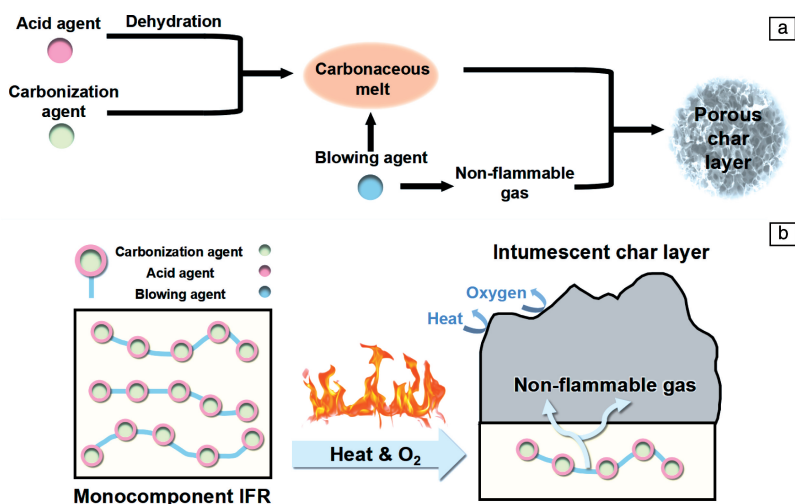 Acid agent
Dehydration
a
Carbonization
agent
Carbonaceous
melt
Blowing agent
Non-flammable
gas
Porous
char
layer
b
Carbonization agent
Acid agent
Blowing agent
Intumescent char layer
Oxygen
Heat
Non-flammable gas
Heat & O₂
Monocomponent IFR